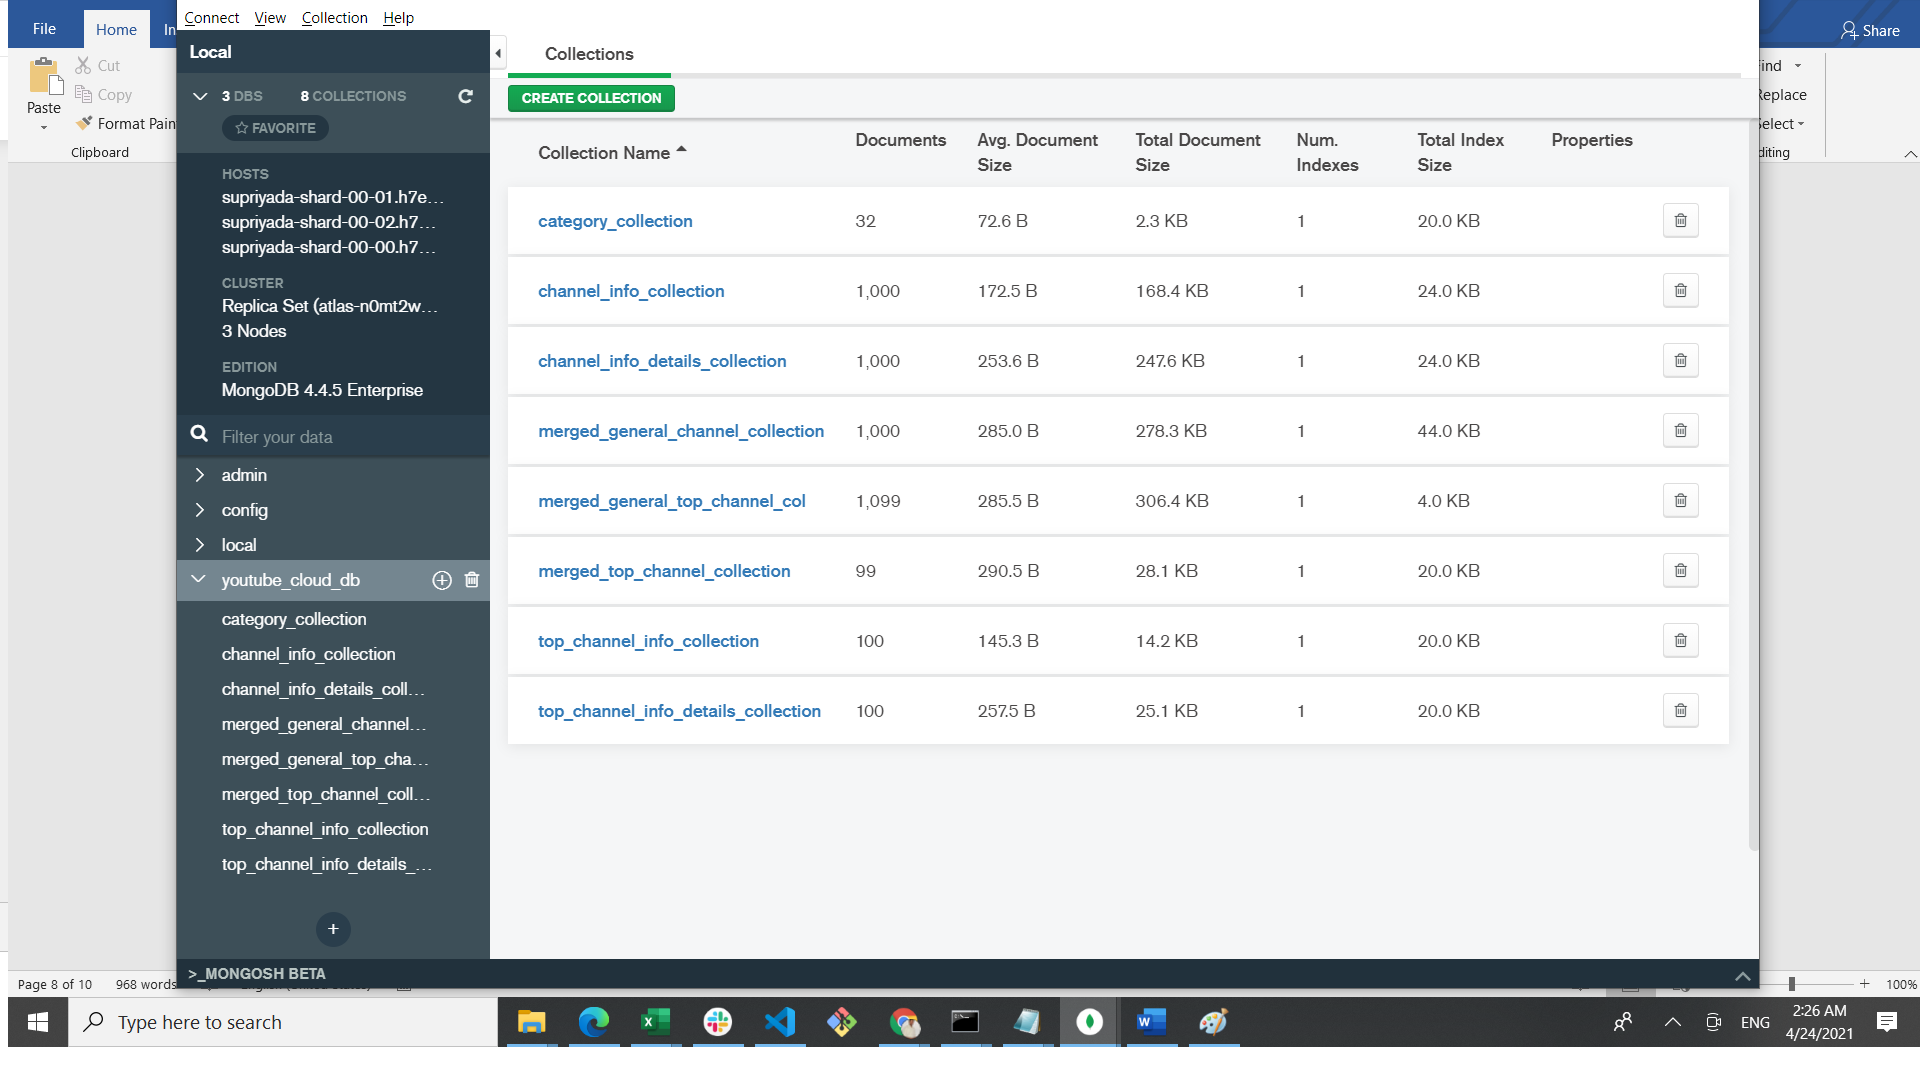 File
Home
In
Share
Cut
Copy
Paste
Format Pain
Clipboard
ind
eplace
elect
diting
Connect View Collection Help
Local
3 DBS 8 COLLECTIONS
FAVORITE
HOSTS
supriyada-shard-00-01.h7e...
supriyada-shard-00-02.h7...
supriyada-shard-00-00.h7...
CLUSTER
Replica Set (atlas-n0mt2w...
3 Nodes
EDITION
MongoDB 4.4.5 Enterprise
Filter your data
admin
config
local
youtube_cloud_db
category_collection
channel_info_collection
channel_info_details_coll...
merged_general_channel...
merged_general_top_cha...
merged_top_channel_coll...
top_channel_info_collection
top_channel_info_details_...
+
Collections
CREATE COLLECTION
Collection Name Documents Avg. Document Size Total Document Size Num. Indexes Total Index Size Properties
category_collection 32 72.6 B 2.3 KB 1 20.0 KB
channel_info_collection 1,000 172.5 B 168.4 KB 1 24.0 KB
channel_info_details_collection 1,000 253.6 B 247.6 KB 1 24.0 KB
merged_general_channel_collection 1,000 285.0 B 278.3 KB 1 44.0 KB
merged_general_top_channel_col 1,099 285.5 B 306.4 KB 1 4.0 KB
merged_top_channel_collection 99 290.5 B 28.1 KB 1 20.0 KB
top_channel_info_collection 100 145.3 B 14.2 KB 1 20.0 KB
top_channel_info_details_collection 100 257.5 B 25.1 KB 1 20.0 KB
>_MONGOSH BETA
Page 8 of 10 968 words 100%
Type here to search
ENG
2:26 AM
4/24/2021